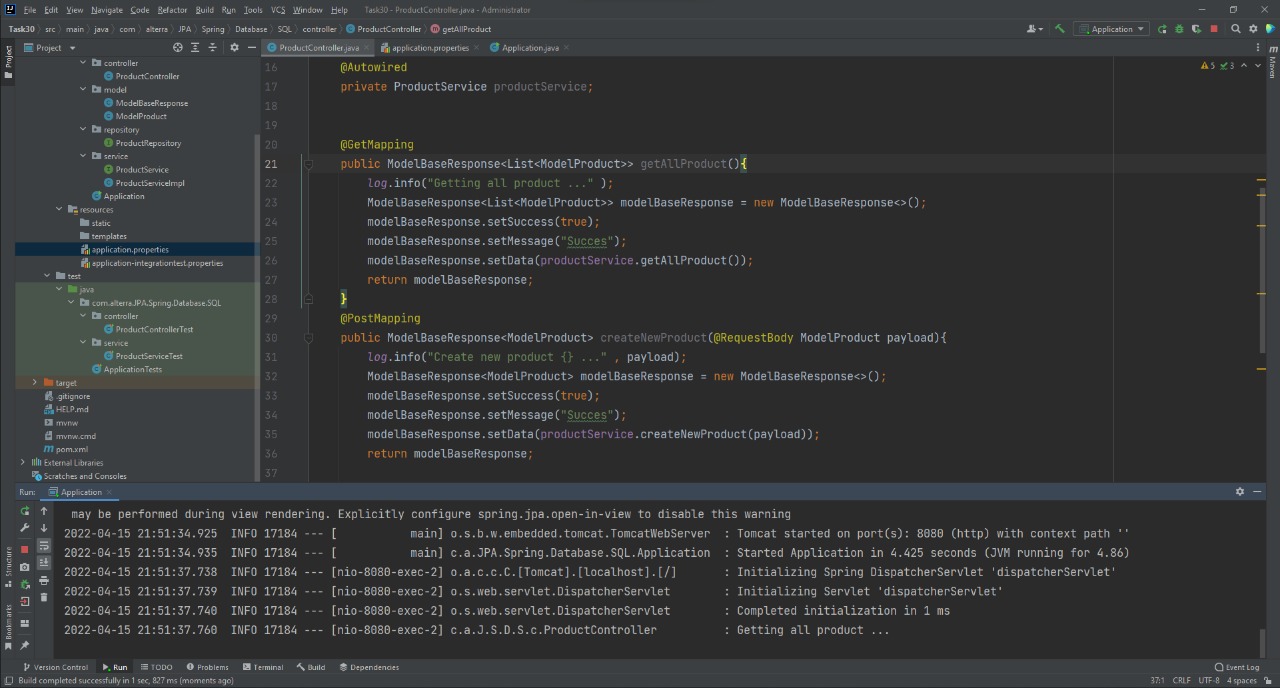 File Edit View Navigate Code Refactor Build Run Tools VCS Window Help Task30 - ProductController.java - Administrator
Task30 src main java com alterra JPA Spring Database SQL controller ProductController getAllProduct Application
Project ProductController.java application.properties Application.java
controller
ProductController
model
ModelBaseResponse
ModelProduct
repository
ProductRepository
service
ProductService
ProductServiceImpl
Application
resources
static
templates
application.properties
application-integrationtest.properties
test
java
com.alterra.JPA.Spring.Database.SQL
controller
ProductControllerTest
service
ProductServiceTest
ApplicationTests
target
.gitignore
HELP.md
mvnw
mvnw.cmd
pom.xml
External Libraries
Scratches and Consoles
Project
Maven
5 3
16 @Autowired
17 private ProductService productService;
18
19
20 @GetMapping
21 public ModelBaseResponse<List<ModelProduct>> getAllProduct(){
22 log.info("Getting all product ..." );
23 ModelBaseResponse<List<ModelProduct>> modelBaseResponse = new ModelBaseResponse<>();
24 modelBaseResponse.setSuccess(true);
25 modelBaseResponse.setMessage("Succes");
26 modelBaseResponse.setData(productService.getAllProduct());
27 return modelBaseResponse;
28 }
29 @PostMapping
30 public ModelBaseResponse<ModelProduct> createNewProduct(@RequestBody ModelProduct payload){
31 log.info("Create new product {} ..." , payload);
32 ModelBaseResponse<ModelProduct> modelBaseResponse = new ModelBaseResponse<>();
33 modelBaseResponse.setSuccess(true);
34 modelBaseResponse.setMessage("Succes");
35 modelBaseResponse.setData(productService.createNewProduct(payload));
36 return modelBaseResponse;
37
Run: Application
may be performed during view rendering. Explicitly configure spring.jpa.open-in-view to disable this warning
2022-04-15 21:51:34.925 INFO 17184 --- [ main] o.s.b.w.embedded.tomcat.TomcatWebServer : Tomcat started on port(s): 8080 (http) with context path ''
2022-04-15 21:51:34.935 INFO 17184 --- [ main] c.a.JPA.Spring.Database.SQL.Application : Started Application in 4.425 seconds (JVM running for 4.86)
2022-04-15 21:51:37.738 INFO 17184 --- [nio-8080-exec-2] o.a.c.c.C.[Tomcat].[localhost].[/] : Initializing Spring DispatcherServlet 'dispatcherServlet'
2022-04-15 21:51:37.739 INFO 17184 --- [nio-8080-exec-2] o.s.web.servlet.DispatcherServlet : Initializing Servlet 'dispatcherServlet'
2022-04-15 21:51:37.740 INFO 17184 --- [nio-8080-exec-2] o.s.web.servlet.DispatcherServlet : Completed initialization in 1 ms
2022-04-15 21:51:37.760 INFO 17184 --- [nio-8080-exec-2] c.a.J.S.D.S.c.ProductController : Getting all product ...
Structure
Bookmarks
Version Control Run TODO Problems Terminal Build Dependencies Event Log
Build completed successfully in 1 sec, 827 ms (moments ago) 37:1 CRLF UTF-8 4 spaces